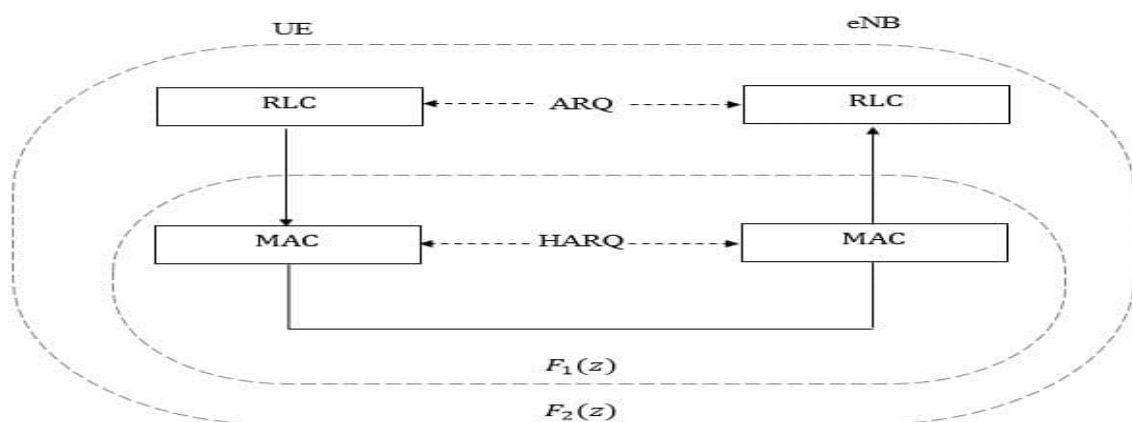 UE eNB
RLC ARQ RLC
MAC HARQ MAC
F₁(z)
F₂(z)